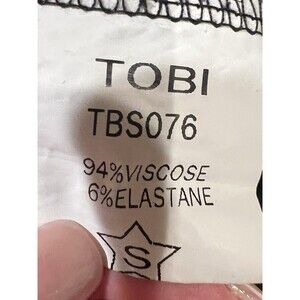 TOBI
TBS076
94%VISCOSE
6%ELASTANE
S